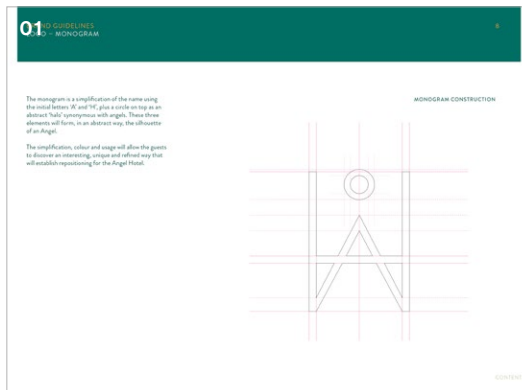 01
ND GUIDELINES
LOGO – MONOGRAM
6
The monogram is a simplification of the name using
the initial letters 'A' and 'H', plus a circle on top as an
abstract 'halo' synonymous with angels. These three
elements will form, in an abstract way, the silhouette
of an Angel.
The simplification, colour and usage will allow the guests
to discover an interesting, unique and refined way that
will establish repositioning for the Angel Hotel.
MONOGRAM CONSTRUCTION
CONTENT